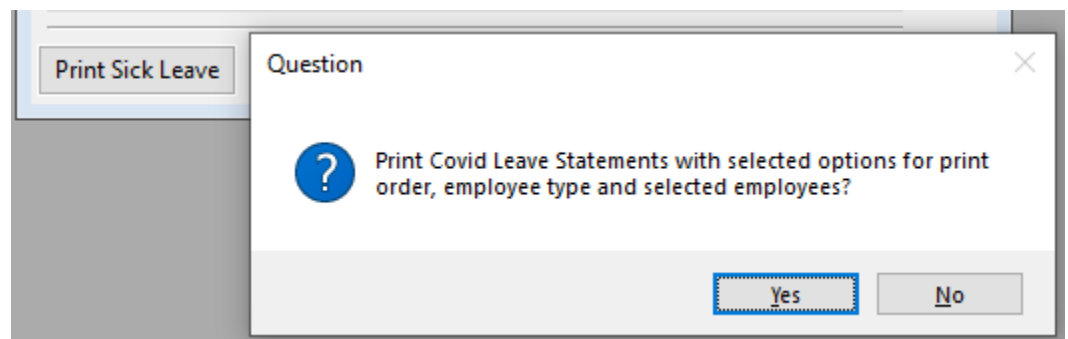 Print Sick Leave
Question
?
Print Covid Leave Statements with selected options for print
order, employee type and selected employees?
Yes
No